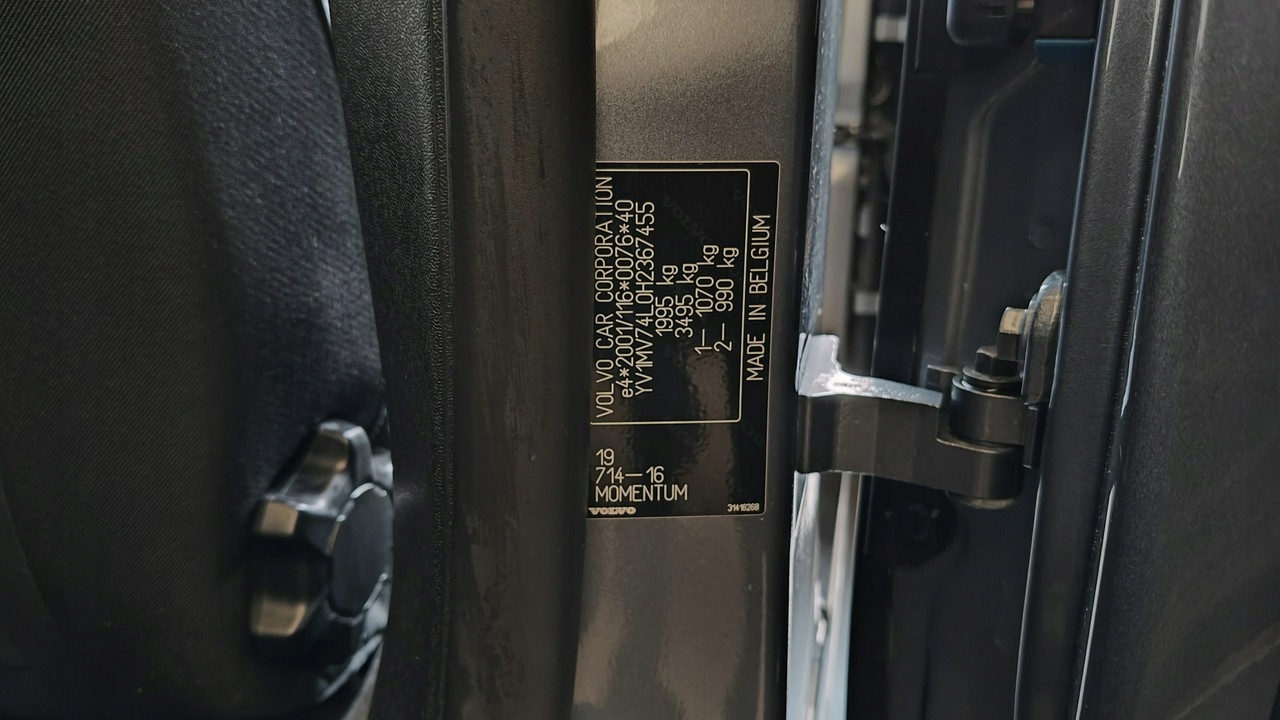 VOLVO CAR CORPORATION
e4*2001/116*0076*40
YV1MV74L0H2367455
1995 kg
3495 kg
1— 1070 kg
2— 990 kg
MADE IN BELGIUM
19
714—16
MOMENTUM
VOLVO
31416268